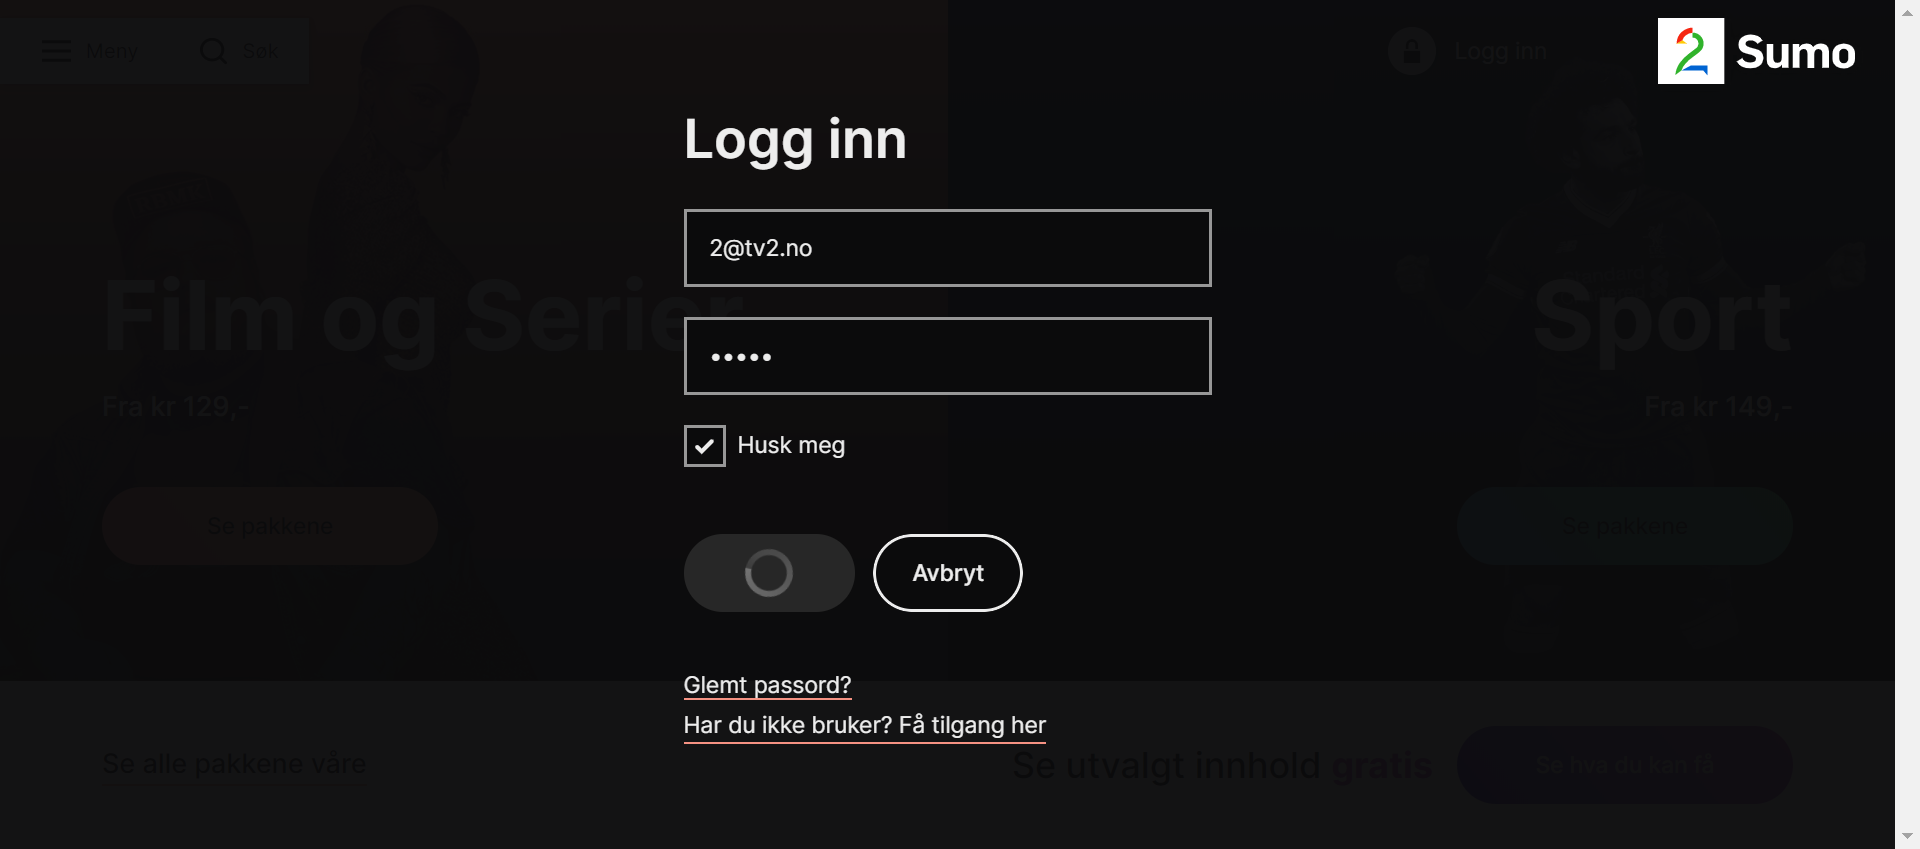 Meny
Søk
Logg inn
2 Sumo
Logg inn
2@tv2.no
•••••
Film og Serier
Sport
Fra kr 129,-
Fra kr 149,-
Husk meg
Se pakkene
Se pakkene
Avbryt
Glemt passord?
Har du ikke bruker? Få tilgang her
Se alle pakkene våre
Se utvalgt innhold gratis
Se hva du kan få